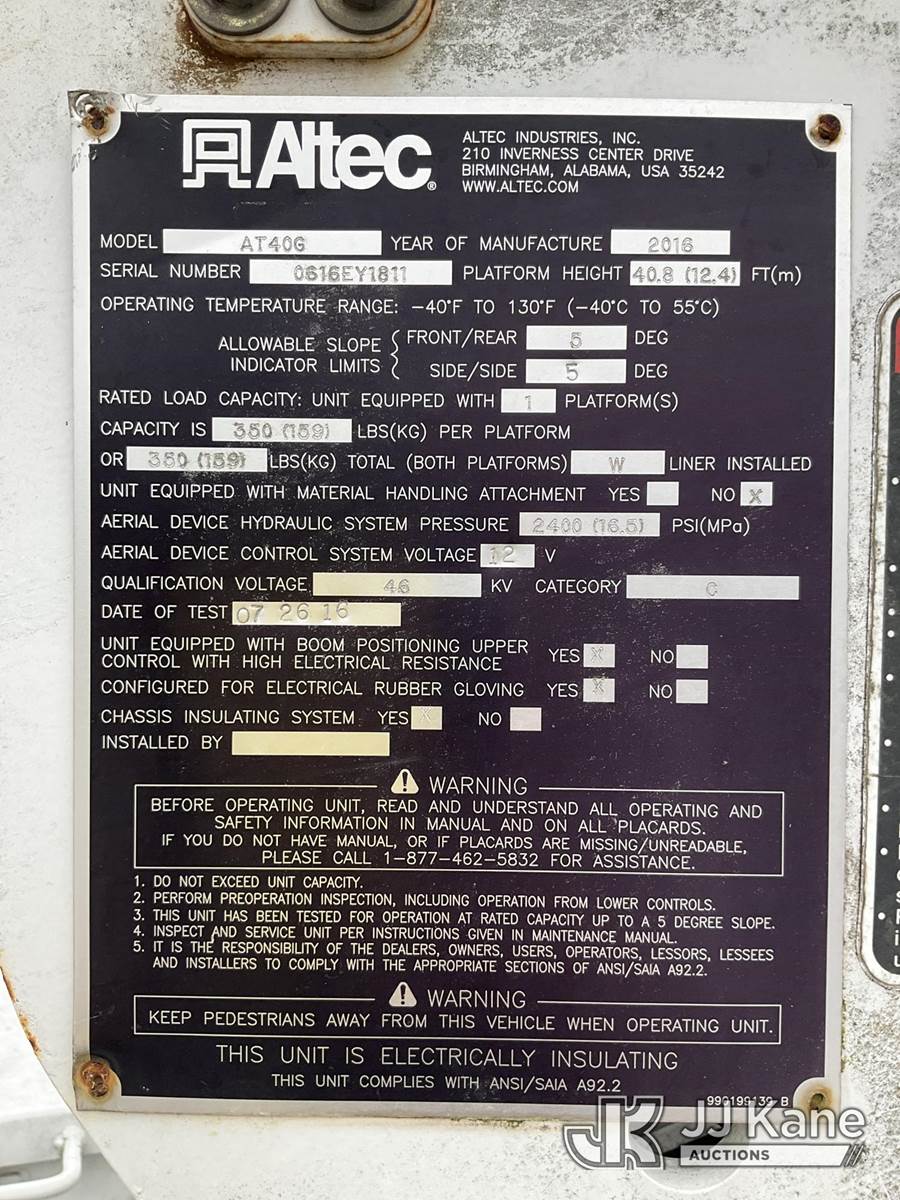 Altec®
ALTEC INDUSTRIES, INC.
210 INVERNESS CENTER DRIVE
BIRMINGHAM, ALABAMA, USA 35242
WWW.ALTEC.COM
MODEL AT40G YEAR OF MANUFACTURE 2016
SERIAL NUMBER 0616EY1811 PLATFORM HEIGHT 40.8 (12.4) FT(m)
OPERATING TEMPERATURE RANGE: -40°F TO 130°F (-40°C TO 55°C)
ALLOWABLE SLOPE INDICATOR LIMITS { FRONT/REAR 5 DEG
SIDE/SIDE 5 DEG
RATED LOAD CAPACITY: UNIT EQUIPPED WITH 1 PLATFORM(S)
CAPACITY IS 350 (159) LBS(KG) PER PLATFORM
OR 350 (159) LBS(KG) TOTAL (BOTH PLATFORMS) W LINER INSTALLED
UNIT EQUIPPED WITH MATERIAL HANDLING ATTACHMENT YES NO X
AERIAL DEVICE HYDRAULIC SYSTEM PRESSURE 2400 (16.5) PSI(MPa)
AERIAL DEVICE CONTROL SYSTEM VOLTAGE 12 V
QUALIFICATION VOLTAGE 46 KV CATEGORY C
DATE OF TEST 07 26 16
UNIT EQUIPPED WITH BOOM POSITIONING UPPER
CONTROL WITH HIGH ELECTRICAL RESISTANCE YES X NO
CONFIGURED FOR ELECTRICAL RUBBER GLOVING YES X NO
CHASSIS INSULATING SYSTEM YES X NO
INSTALLED BY
WARNING
BEFORE OPERATING UNIT, READ AND UNDERSTAND ALL OPERATING AND
SAFETY INFORMATION IN MANUAL AND ON ALL PLACARDS.
IF YOU DO NOT HAVE MANUAL, OR IF PLACARDS ARE MISSING/UNREADABLE,
PLEASE CALL 1-877-462-5832 FOR ASSISTANCE.
1. DO NOT EXCEED UNIT CAPACITY.
2. PERFORM PREOPERATION INSPECTION, INCLUDING OPERATION FROM LOWER CONTROLS.
3. THIS UNIT HAS BEEN TESTED FOR OPERATION AT RATED CAPACITY UP TO A 5 DEGREE SLOPE.
4. INSPECT AND SERVICE UNIT PER INSTRUCTIONS GIVEN IN MAINTENANCE MANUAL.
5. IT IS THE RESPONSIBILITY OF THE DEALERS, OWNERS, USERS, OPERATORS, LESSORS, LESSEES
AND INSTALLERS TO COMPLY WITH THE APPROPRIATE SECTIONS OF ANSI/SAIA A92.2.
WARNING
KEEP PEDESTRIANS AWAY FROM THIS VEHICLE WHEN OPERATING UNIT.
THIS UNIT IS ELECTRICALLY INSULATING
THIS UNIT COMPLIES WITH ANSI/SAIA A92.2
990199139 B
JK JJ Kane
AUCTIONS